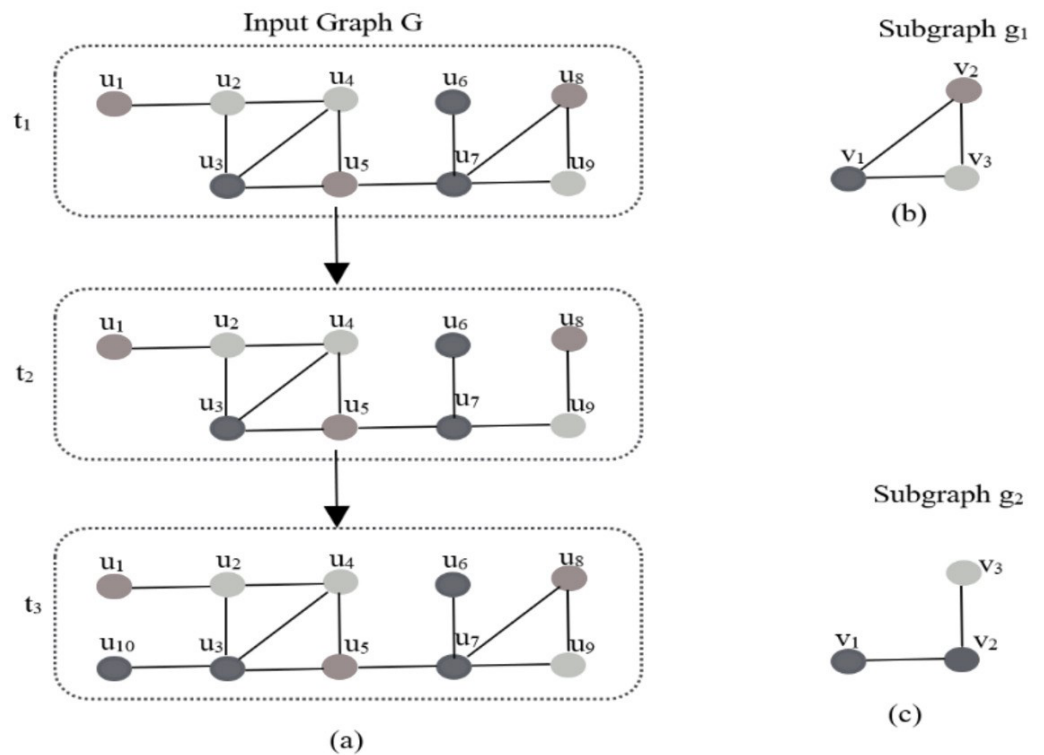 Input Graph G
u₁ u₂ u₄ u₆ u₈
t₁
u₃ u₅ u₇ u₉
u₁ u₂ u₄ u₆ u₈
t₂
u₃ u₅ u₇ u₉
u₁ u₂ u₄ u₆ u₈
t₃
u₁₀ u₃ u₅ u₇ u₉
(a)
Subgraph g₁
v₂
v₁ v₃
(b)
Subgraph g₂
v₃
v₁ v₂
(c)